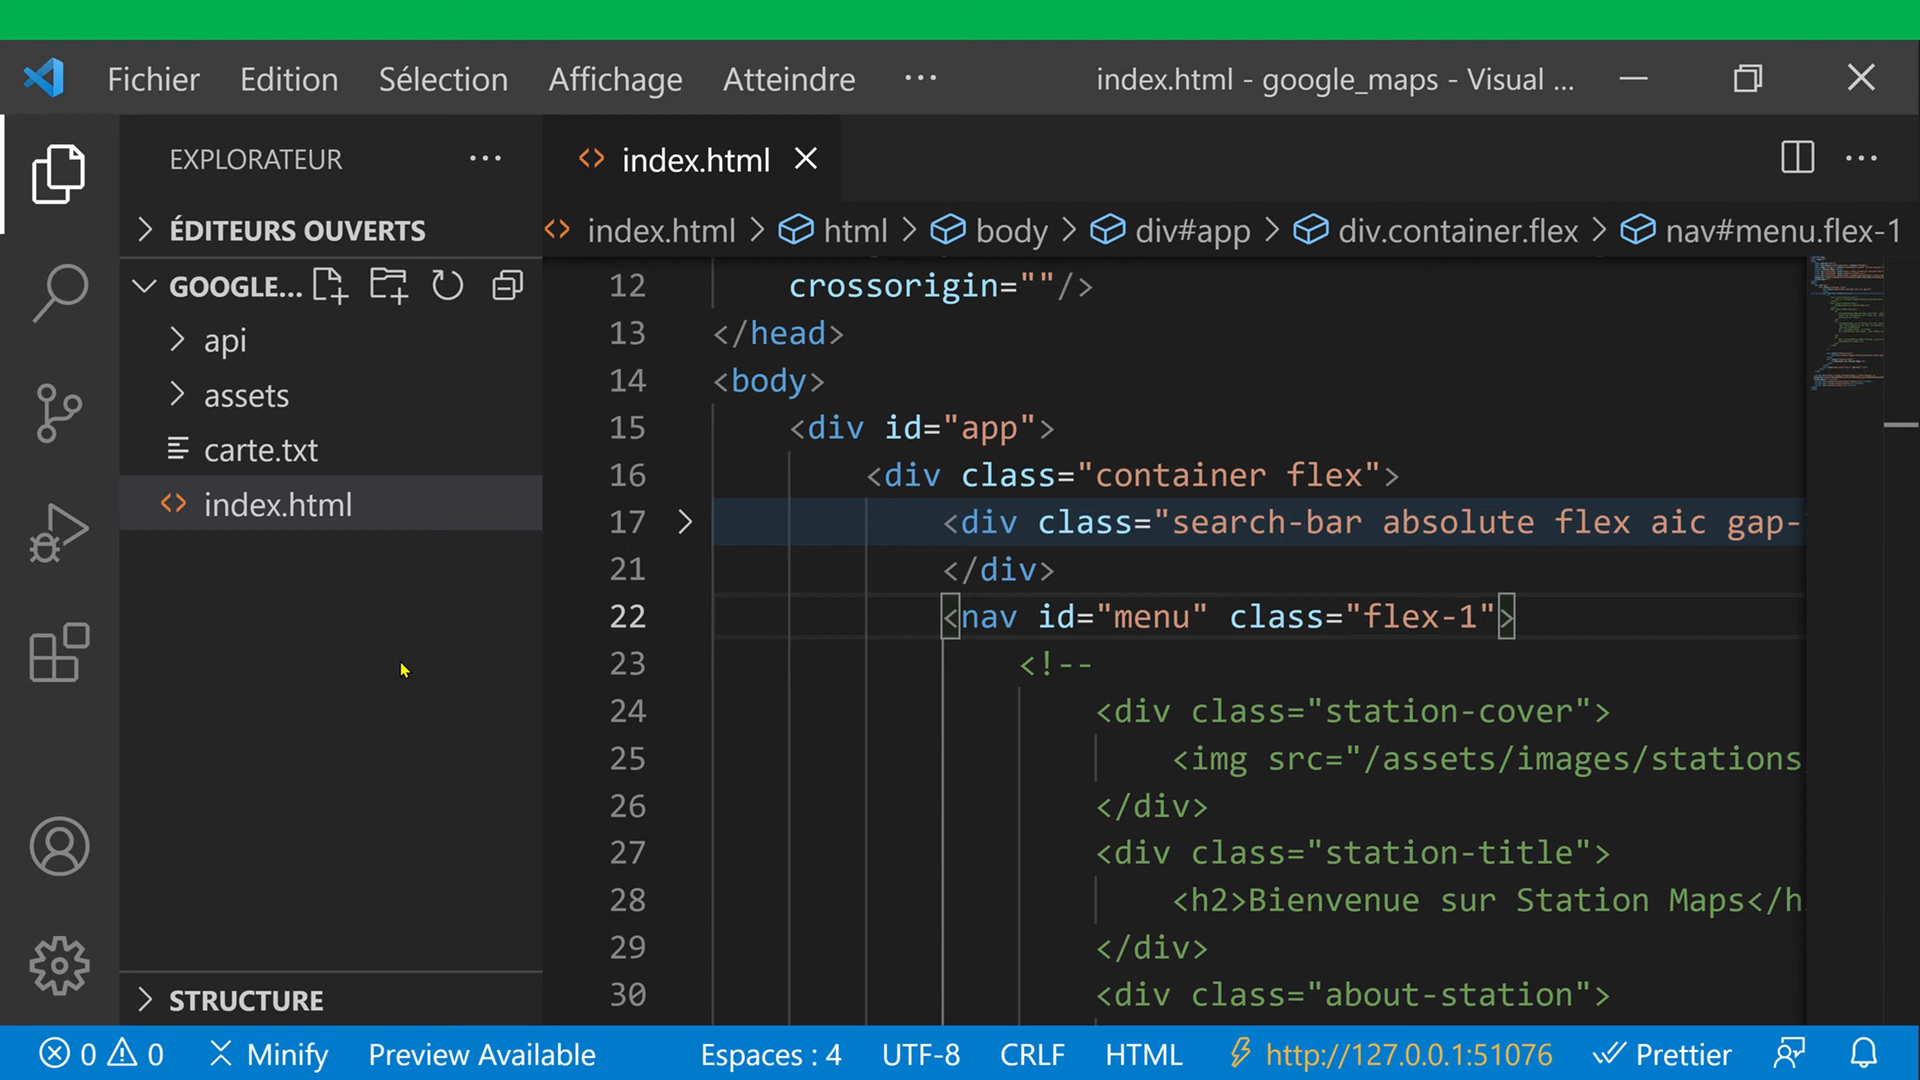 Fichier Edition Sélection Affichage Atteindre ··· index.html - google_maps - Visual ...
EXPLORATEUR ···
index.html
ÉDITEURS OUVERTS
index.html > html > body > div#app > div.container.flex > nav#menu.flex-1
GOOGLE...
api
assets
carte.txt
index.html
STRUCTURE
12 crossorigin=""/>
13 </head>
14 <body>
15 <div id="app">
16 <div class="container flex">
17 <div class="search-bar absolute flex aic gap-
21 </div>
22 <nav id="menu" class="flex-1">
23 <!--
24 <div class="station-cover">
25 <img src="/assets/images/stations
26 </div>
27 <div class="station-title">
28 <h2>Bienvenue sur Station Maps</h
29 </div>
30 <div class="about-station">
0 0 Minify Preview Available Espaces : 4 UTF-8 CRLF HTML http://127.0.0.1:51076 Prettier